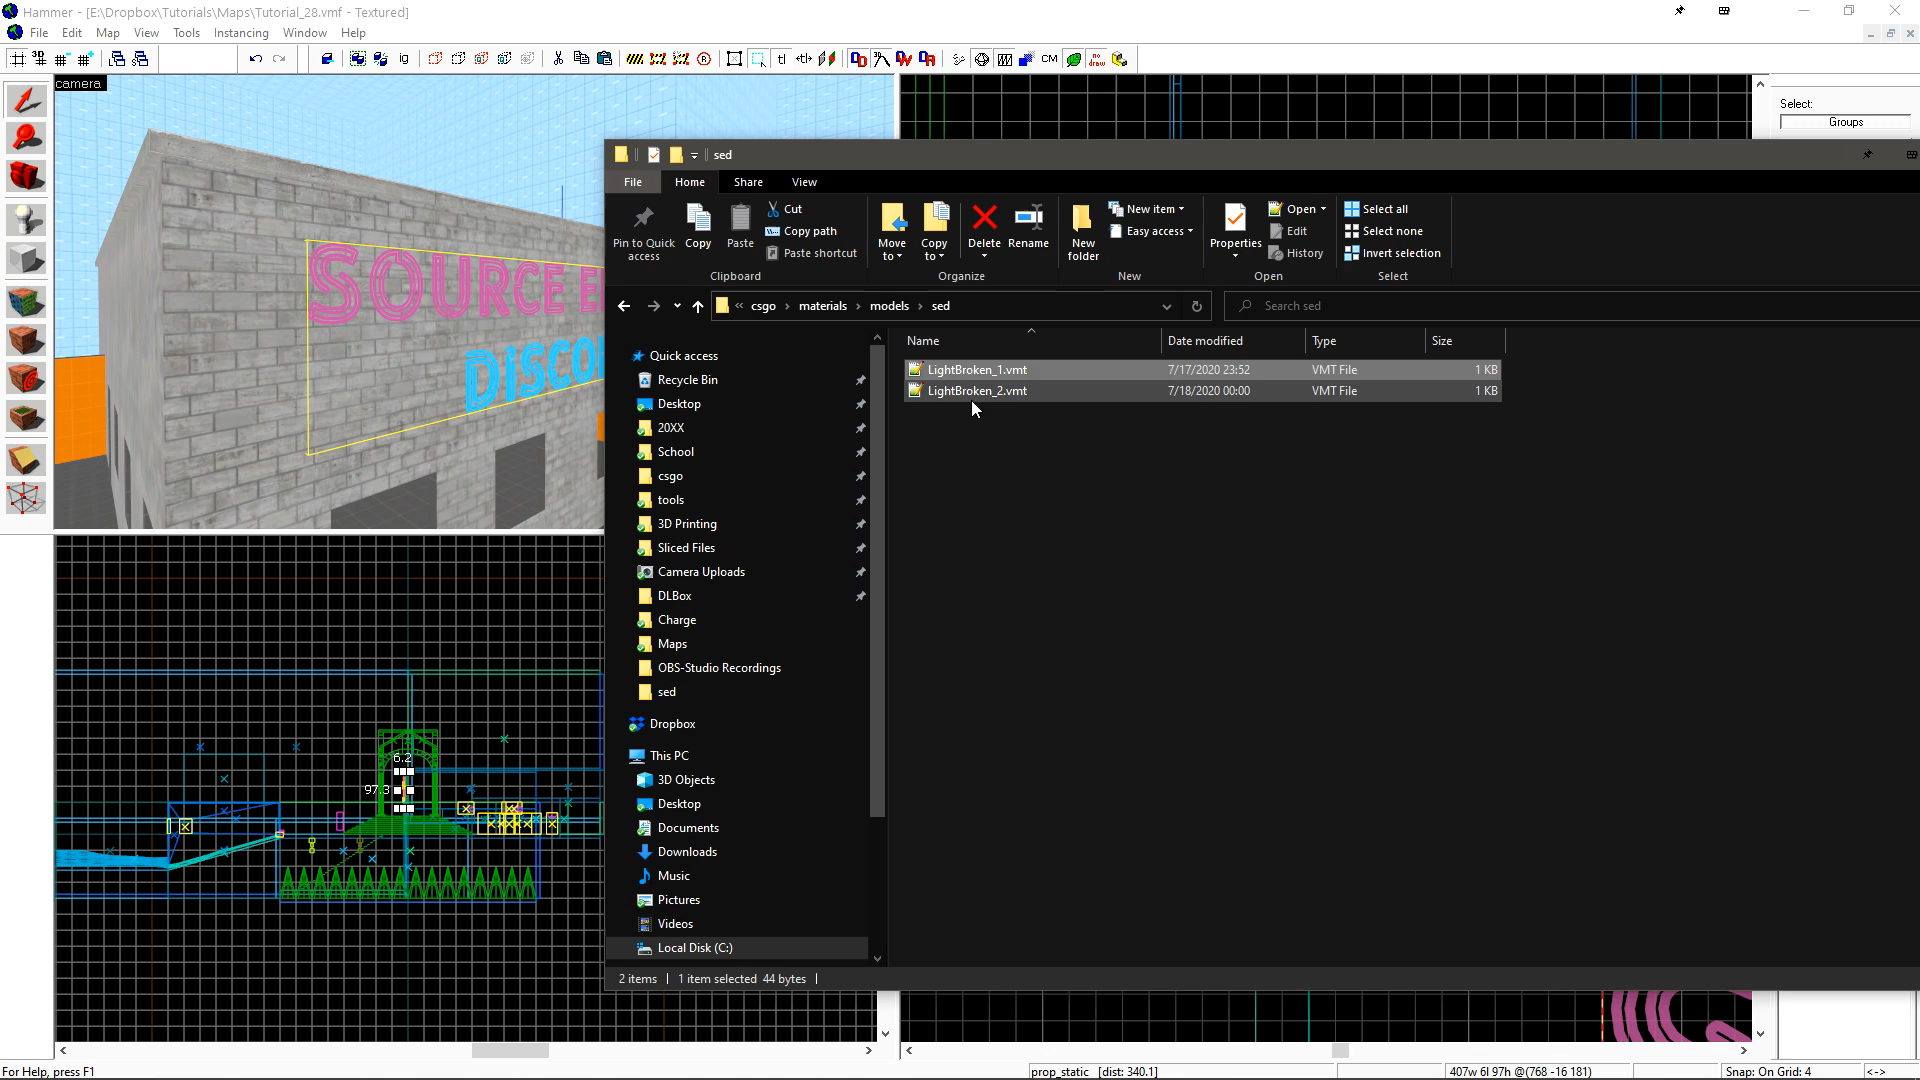 Hammer - [E:\Dropbox\Tutorials\Maps\Tutorial_28.vmf - Textured]
File Edit Map View Tools Instancing Window Help
camera
SOURCE E
DISCO
Select:
Groups
sed
File Home Share View
Pin to Quick access
Copy
Paste
Cut
Copy path
Paste shortcut
Clipboard
Move to
Copy to
Delete
Rename
Organize
New folder
New item
Easy access
New
Properties
Open
Edit
History
Open
Select all
Select none
Invert selection
Select
« csgo › materials › models › sed
Search sed
Name Date modified Type Size
LightBroken_1.vmt 7/17/2020 23:52 VMT File 1 KB
LightBroken_2.vmt 7/18/2020 00:00 VMT File 1 KB
Quick access
Recycle Bin
Desktop
20XX
School
csgo
tools
3D Printing
Sliced Files
Camera Uploads
DLBox
Charge
Maps
OBS-Studio Recordings
sed
Dropbox
This PC
3D Objects
Desktop
Documents
Downloads
Music
Pictures
Videos
Local Disk (C:)
2 items 1 item selected 44 bytes
6.2
97.3
For Help, press F1
prop_static [dist: 340.1]
407w 6l 97h @(768 -16 181)
Snap: On Grid: 4
<->